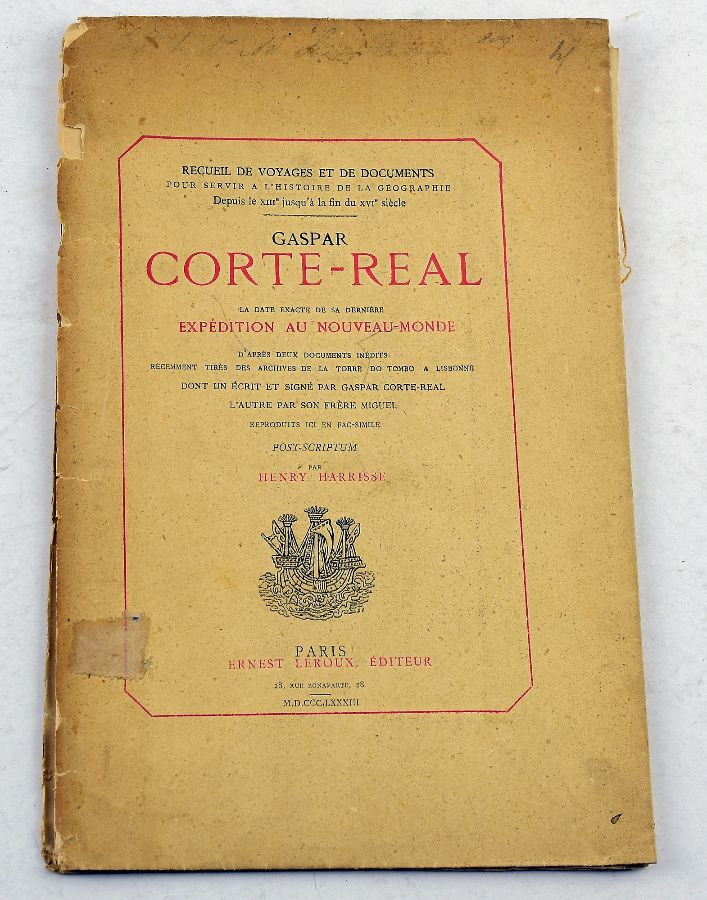 800
RECUEIL DE VOYAGES ET DE DOCUMENTS
POUR SERVIR A L'HISTOIRE DE LA GÉOGRAPHIE
Depuis le XIIIe jusqu'à la fin du XVIe siècle
GASPAR
CORTE-REAL
LA DATE EXACTE DE SA DERNIÈRE
EXPÉDITION AU NOUVEAU-MONDE
D'APRÈS DEUX DOCUMENTS INÉDITS
RÉCEMMENT TIRÉS DES ARCHIVES DE LA TORRE DO TOMBO A LISBONNE
DONT UN ÉCRIT ET SIGNÉ PAR GASPAR CORTE-REAL
L'AUTRE PAR SON FRÈRE MIGUEL
REPRODUITS ICI EN FAC-SIMILE
POST-SCRIPTUM
PAR
HENRY HARRISSE
PARIS
ERNEST LEROUX, ÉDITEUR
28, RUE BONAPARTE, 28
M.D.CCC.LXXXIII